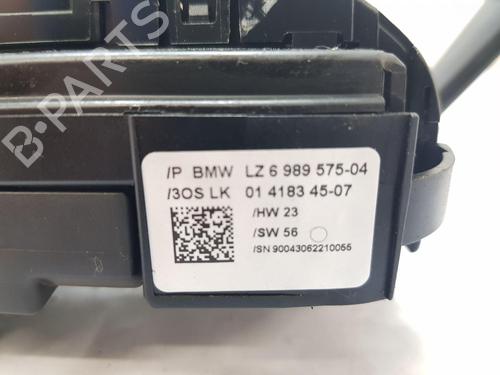 B-PARTS
/P BMW LZ 6 989 575-04
/3OS LK 01 4183 45-07
/HW 23
/SW 56
/SN 90043062210055